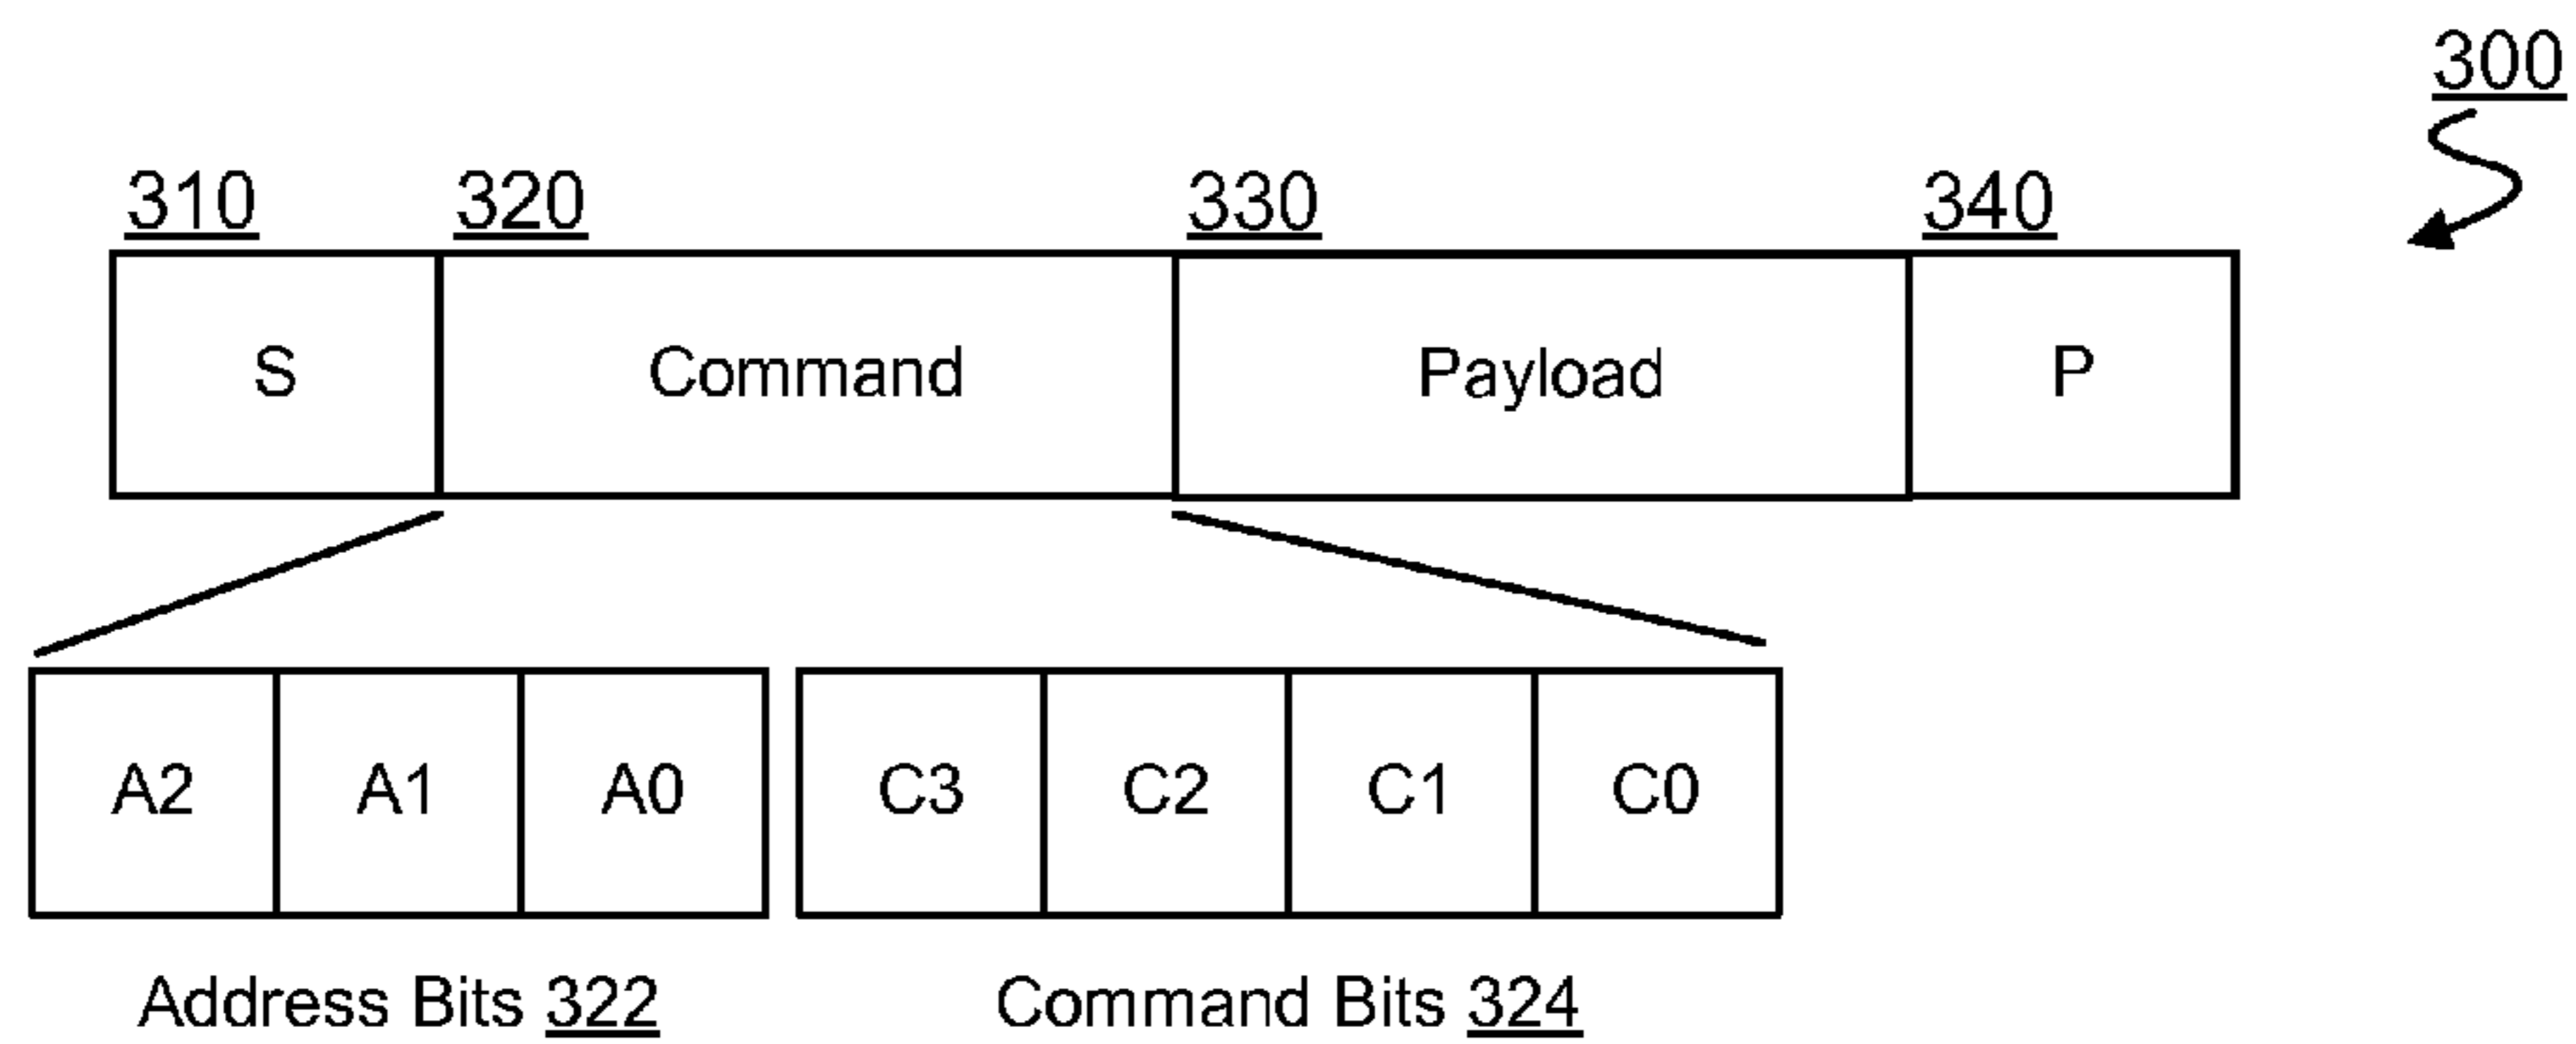 300
310 320 330 340
S Command Payload P
A2 A1 A0 C3 C2 C1 C0
Address Bits 322 Command Bits 324